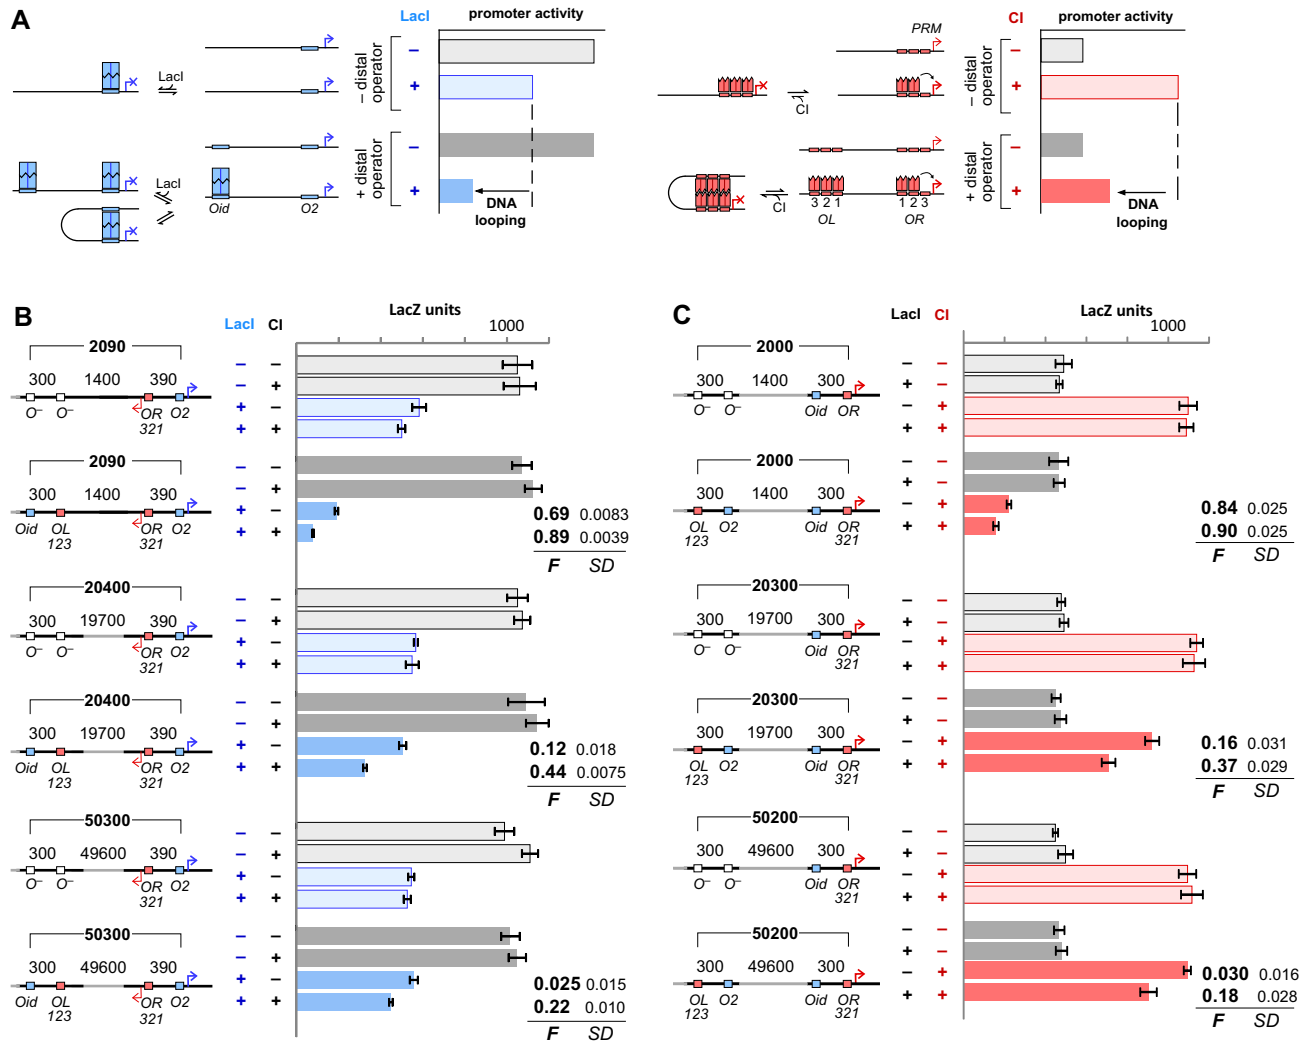 A
LacI
promoter activity
O2
LacI
– distal operator
−
+
+ distal operator
−
+
LacI
Oid
O2
DNA looping
CI
promoter activity
PRM
CI
– distal operator
−
+
+ distal operator
−
+
CI
3 2 1
1 2 3
OL
OR
DNA looping
B
LacI CI
LacZ units
1000
2090
300 1400 390
O– O– OR O2
321
− −
− +
+ −
+ +
2090
300 1400 390
Oid OL OR O2
123 321
− −
− +
+ − 0.69 0.0083
+ + 0.89 0.0039
F SD
20400
300 19700 390
O– O– OR O2
321
− −
− +
+ −
+ +
20400
300 19700 390
Oid OL OR O2
123 321
− −
− +
+ − 0.12 0.018
+ + 0.44 0.0075
F SD
50300
300 49600 390
O– O– OR O2
321
− −
− +
+ −
+ +
50300
300 49600 390
Oid OL OR O2
123 321
− −
− +
+ − 0.025 0.015
+ + 0.22 0.010
F SD
C
LacI CI
LacZ units
1000
2000
300 1400 300
O– O– Oid OR
− −
+ −
− +
+ +
2000
300 1400 300
OL O2 Oid OR
123 321
− −
+ −
− + 0.84 0.025
+ + 0.90 0.025
F SD
20300
300 19700 300
O– O– Oid OR
321
− −
+ −
− +
+ +
20300
300 19700 300
OL O2 Oid OR
123 321
− −
+ −
− + 0.16 0.031
+ + 0.37 0.029
F SD
50200
300 49600 300
O– O– Oid OR
321
− −
+ −
− +
+ +
50200
300 49600 300
OL O2 Oid OR
123 321
− −
+ −
− + 0.030 0.016
+ + 0.18 0.028
F SD